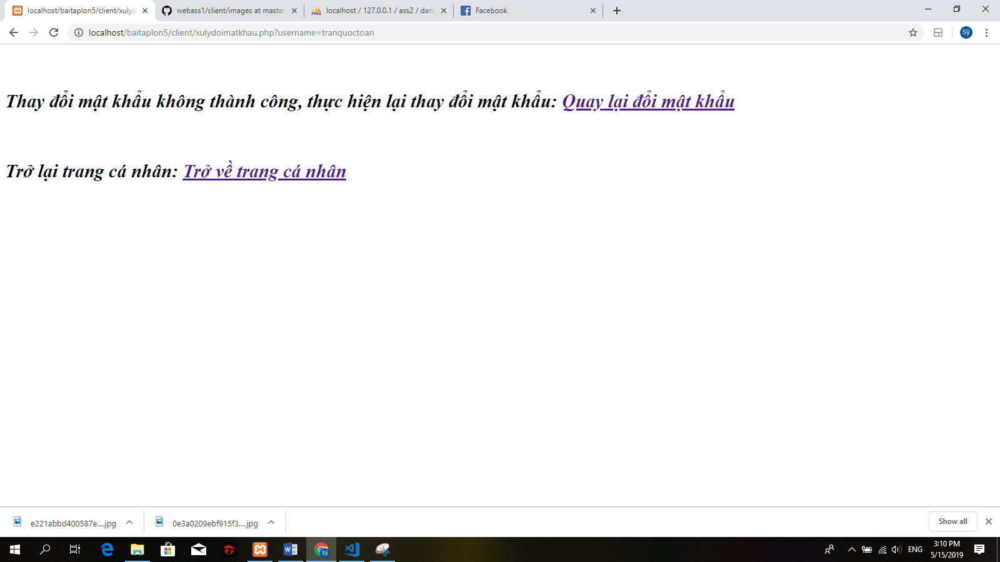 localhost/baitaplon5/client/xulyd
webass1/client/images at master
localhost / 127.0.0.1 / ass2 / dang
Facebook
localhost/baitaplon5/client/xulydoimatkhau.php?username=tranquoctoan
Sỹ
Thay đổi mật khẩu không thành công, thực hiện lại thay đổi mật khẩu: Quay lại đổi mật khẩu
Trở lại trang cá nhân: Trở về trang cá nhân
e221abbd400587e....jpg
0e3a0209ebf915f3....jpg
Show all
Sỹ
ENG
3:10 PM
5/15/2019